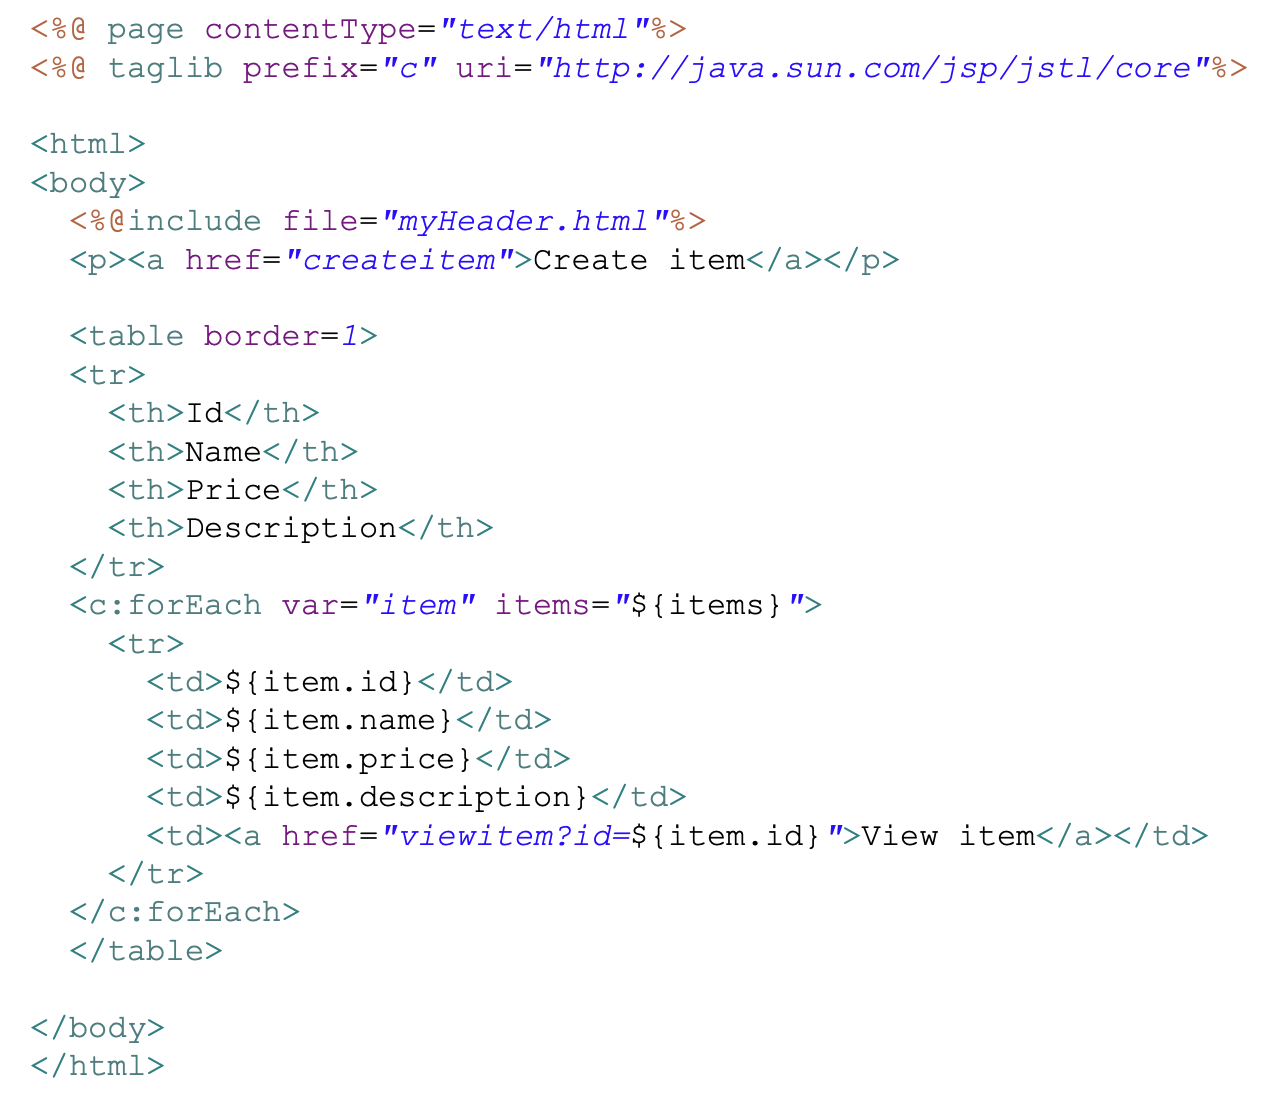 <%@ page contentType="text/html"%>
<%@ taglib prefix="c" uri="http://java.sun.com/jsp/jstl/core"%>
<html>
<body>
<%@include file="myHeader.html"%>
<p><a href="createitem">Create item</a></p>
<table border=1>
<tr>
<th>Id</th>
<th>Name</th>
<th>Price</th>
<th>Description</th>
</tr>
<c:forEach var="item" items="${items}">
<tr>
<td>${item.id}</td>
<td>${item.name}</td>
<td>${item.price}</td>
<td>${item.description}</td>
<td><a href="viewitem?id=${item.id}">View item</a></td>
</tr>
</c:forEach>
</table>
</body>
</html>